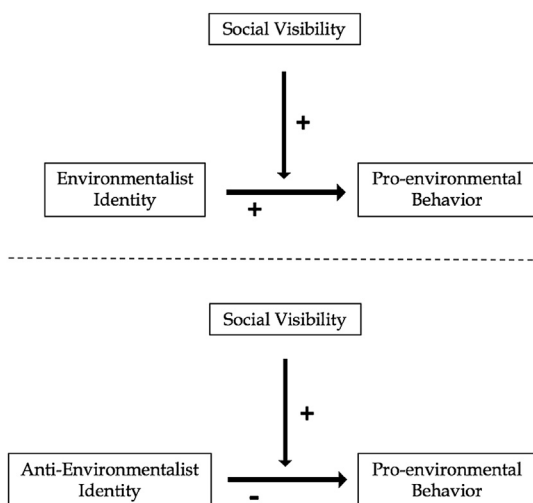 Social Visibility
+
Environmentalist
Identity
+
Pro-environmental
Behavior
Social Visibility
+
Anti-Environmentalist
Identity
-
Pro-environmental
Behavior